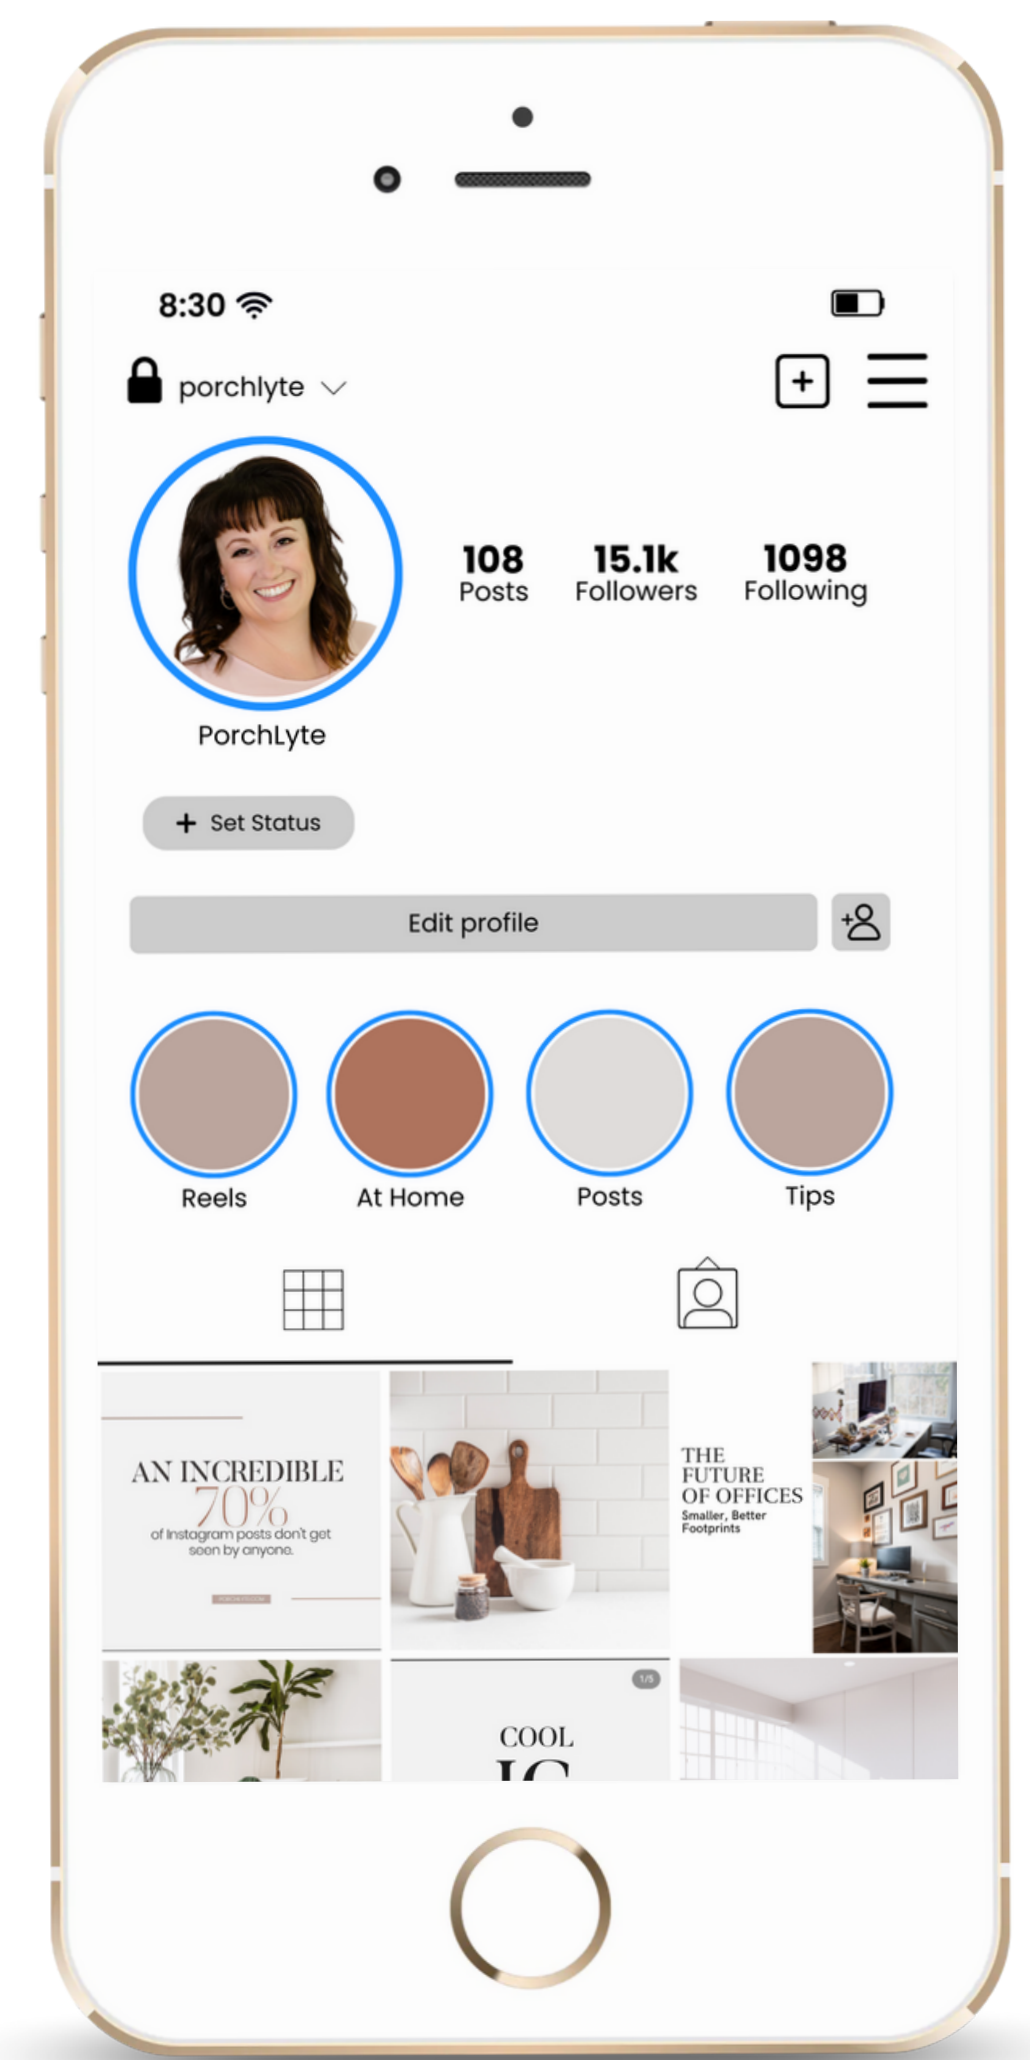 8:30
porchlyte
108
Posts
15.1k
Followers
1098
Following
PorchLyte
+ Set Status
Edit profile
Reels
At Home
Posts
Tips
AN INCREDIBLE
70%
of Instagram posts don't get
seen by anyone.
THE
FUTURE
OF OFFICES
Smaller, Better
Footprints
1/5
COOL
IG